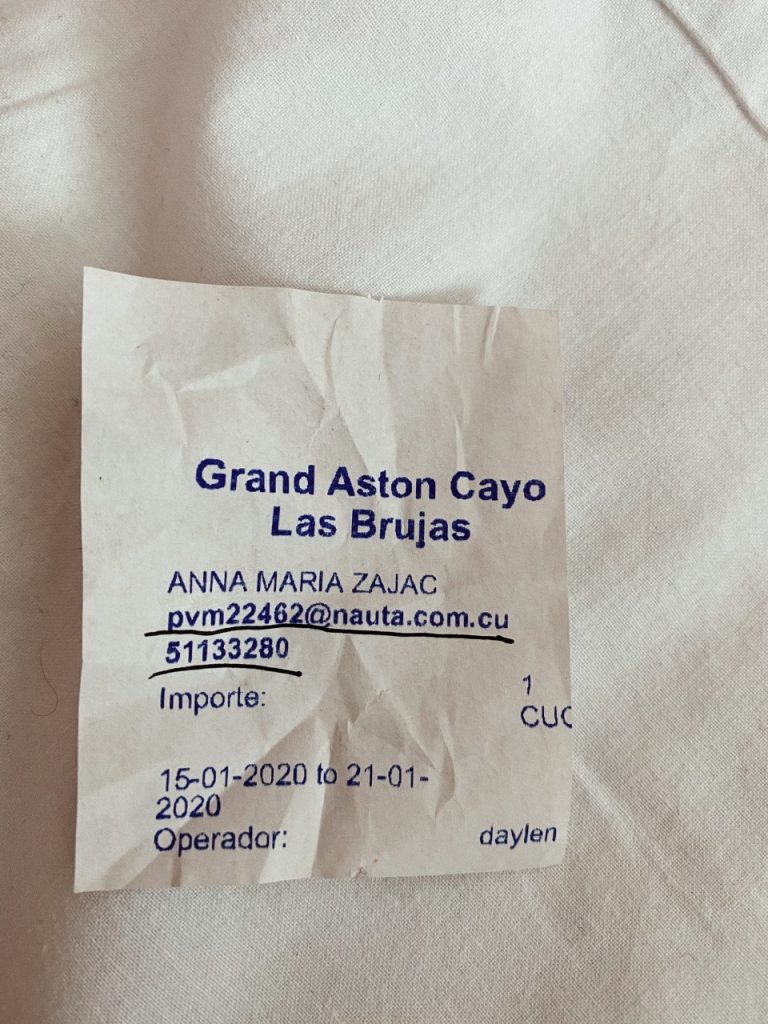 Grand Aston Cayo
Las Brujas
ANNA MARIA ZAJAC
pvm22462@nauta.com.cu
51133280
Importe: 1
CUC
15-01-2020 to 21-01-
2020
Operador: daylen